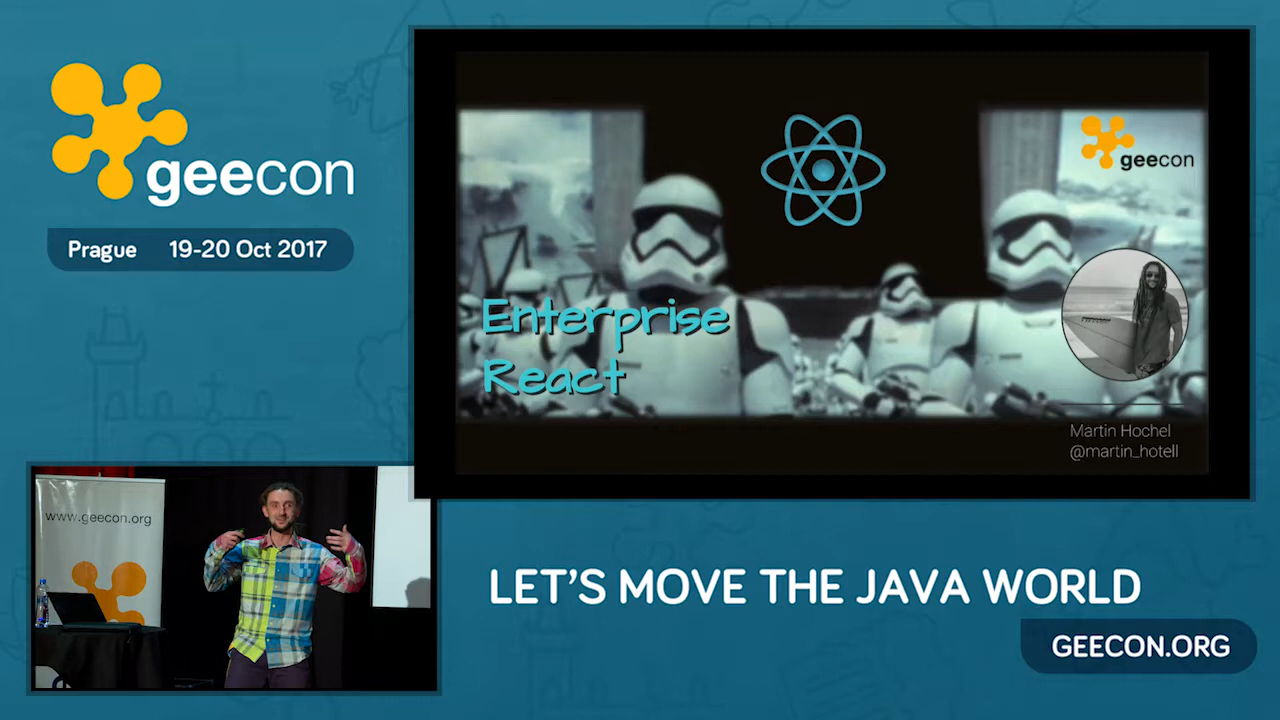 geecon
Prague 19-20 Oct 2017
geecon
Enterprise
React
Martin Hochel
@martin_hotell
www.geecon.org
LET'S MOVE THE JAVA WORLD
GEECON.ORG